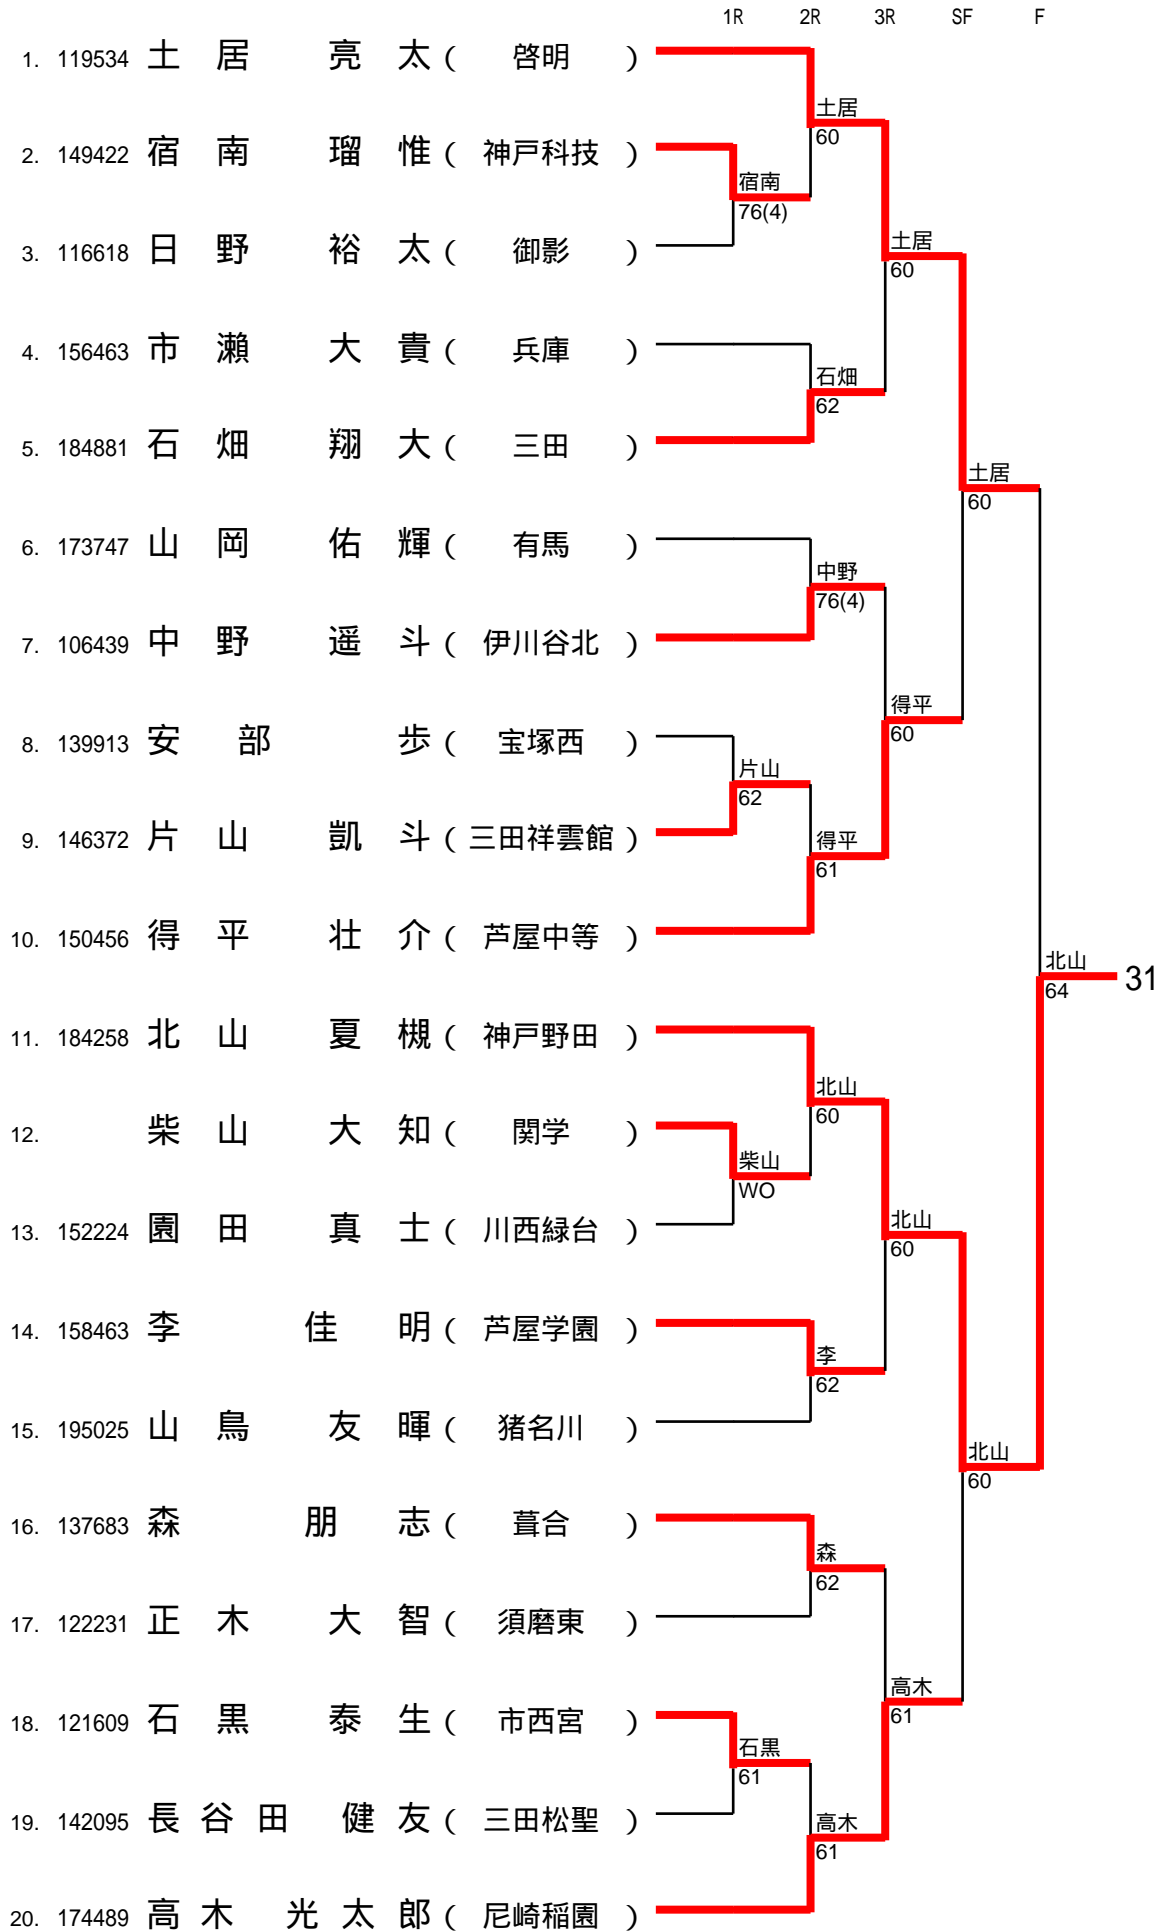 1R 2R 3R SF F
1. 119534 土居 亮太 ( 啓明 )
土居
60
2. 149422 宿南 瑠惟 ( 神戸科技 )
宿南
76(4)
3. 116618 日野 裕太 ( 御影 )
土居
60
4. 156463 市瀬 大貴 ( 兵庫 )
石畑
62
5. 184881 石畑 翔大 ( 三田 )
土居
60
6. 173747 山岡 佑輝 ( 有馬 )
中野
76(4)
7. 106439 中野 遥斗 ( 伊川谷北 )
得平
60
8. 139913 安部 歩 ( 宝塚西 )
片山
62
9. 146372 片山 凱斗 ( 三田祥雲館 )
得平
61
10. 150456 得平 壮介 ( 芦屋中等 )
北山
64
31
11. 184258 北山 夏槻 ( 神戸野田 )
北山
60
12. 柴山 大知 ( 関学 )
柴山
WO
13. 152224 園田 真士 ( 川西緑台 )
北山
60
14. 158463 李 佳明 ( 芦屋学園 )
李
62
15. 195025 山鳥 友暉 ( 猪名川 )
北山
60
16. 137683 森 朋志 ( 葺合 )
森
62
17. 122231 正木 大智 ( 須磨東 )
高木
61
18. 121609 石黒 泰生 ( 市西宮 )
石黒
61
19. 142095 長谷田 健友 ( 三田松聖 )
高木
61
20. 174489 高木 光太郎 ( 尼崎稲園 )